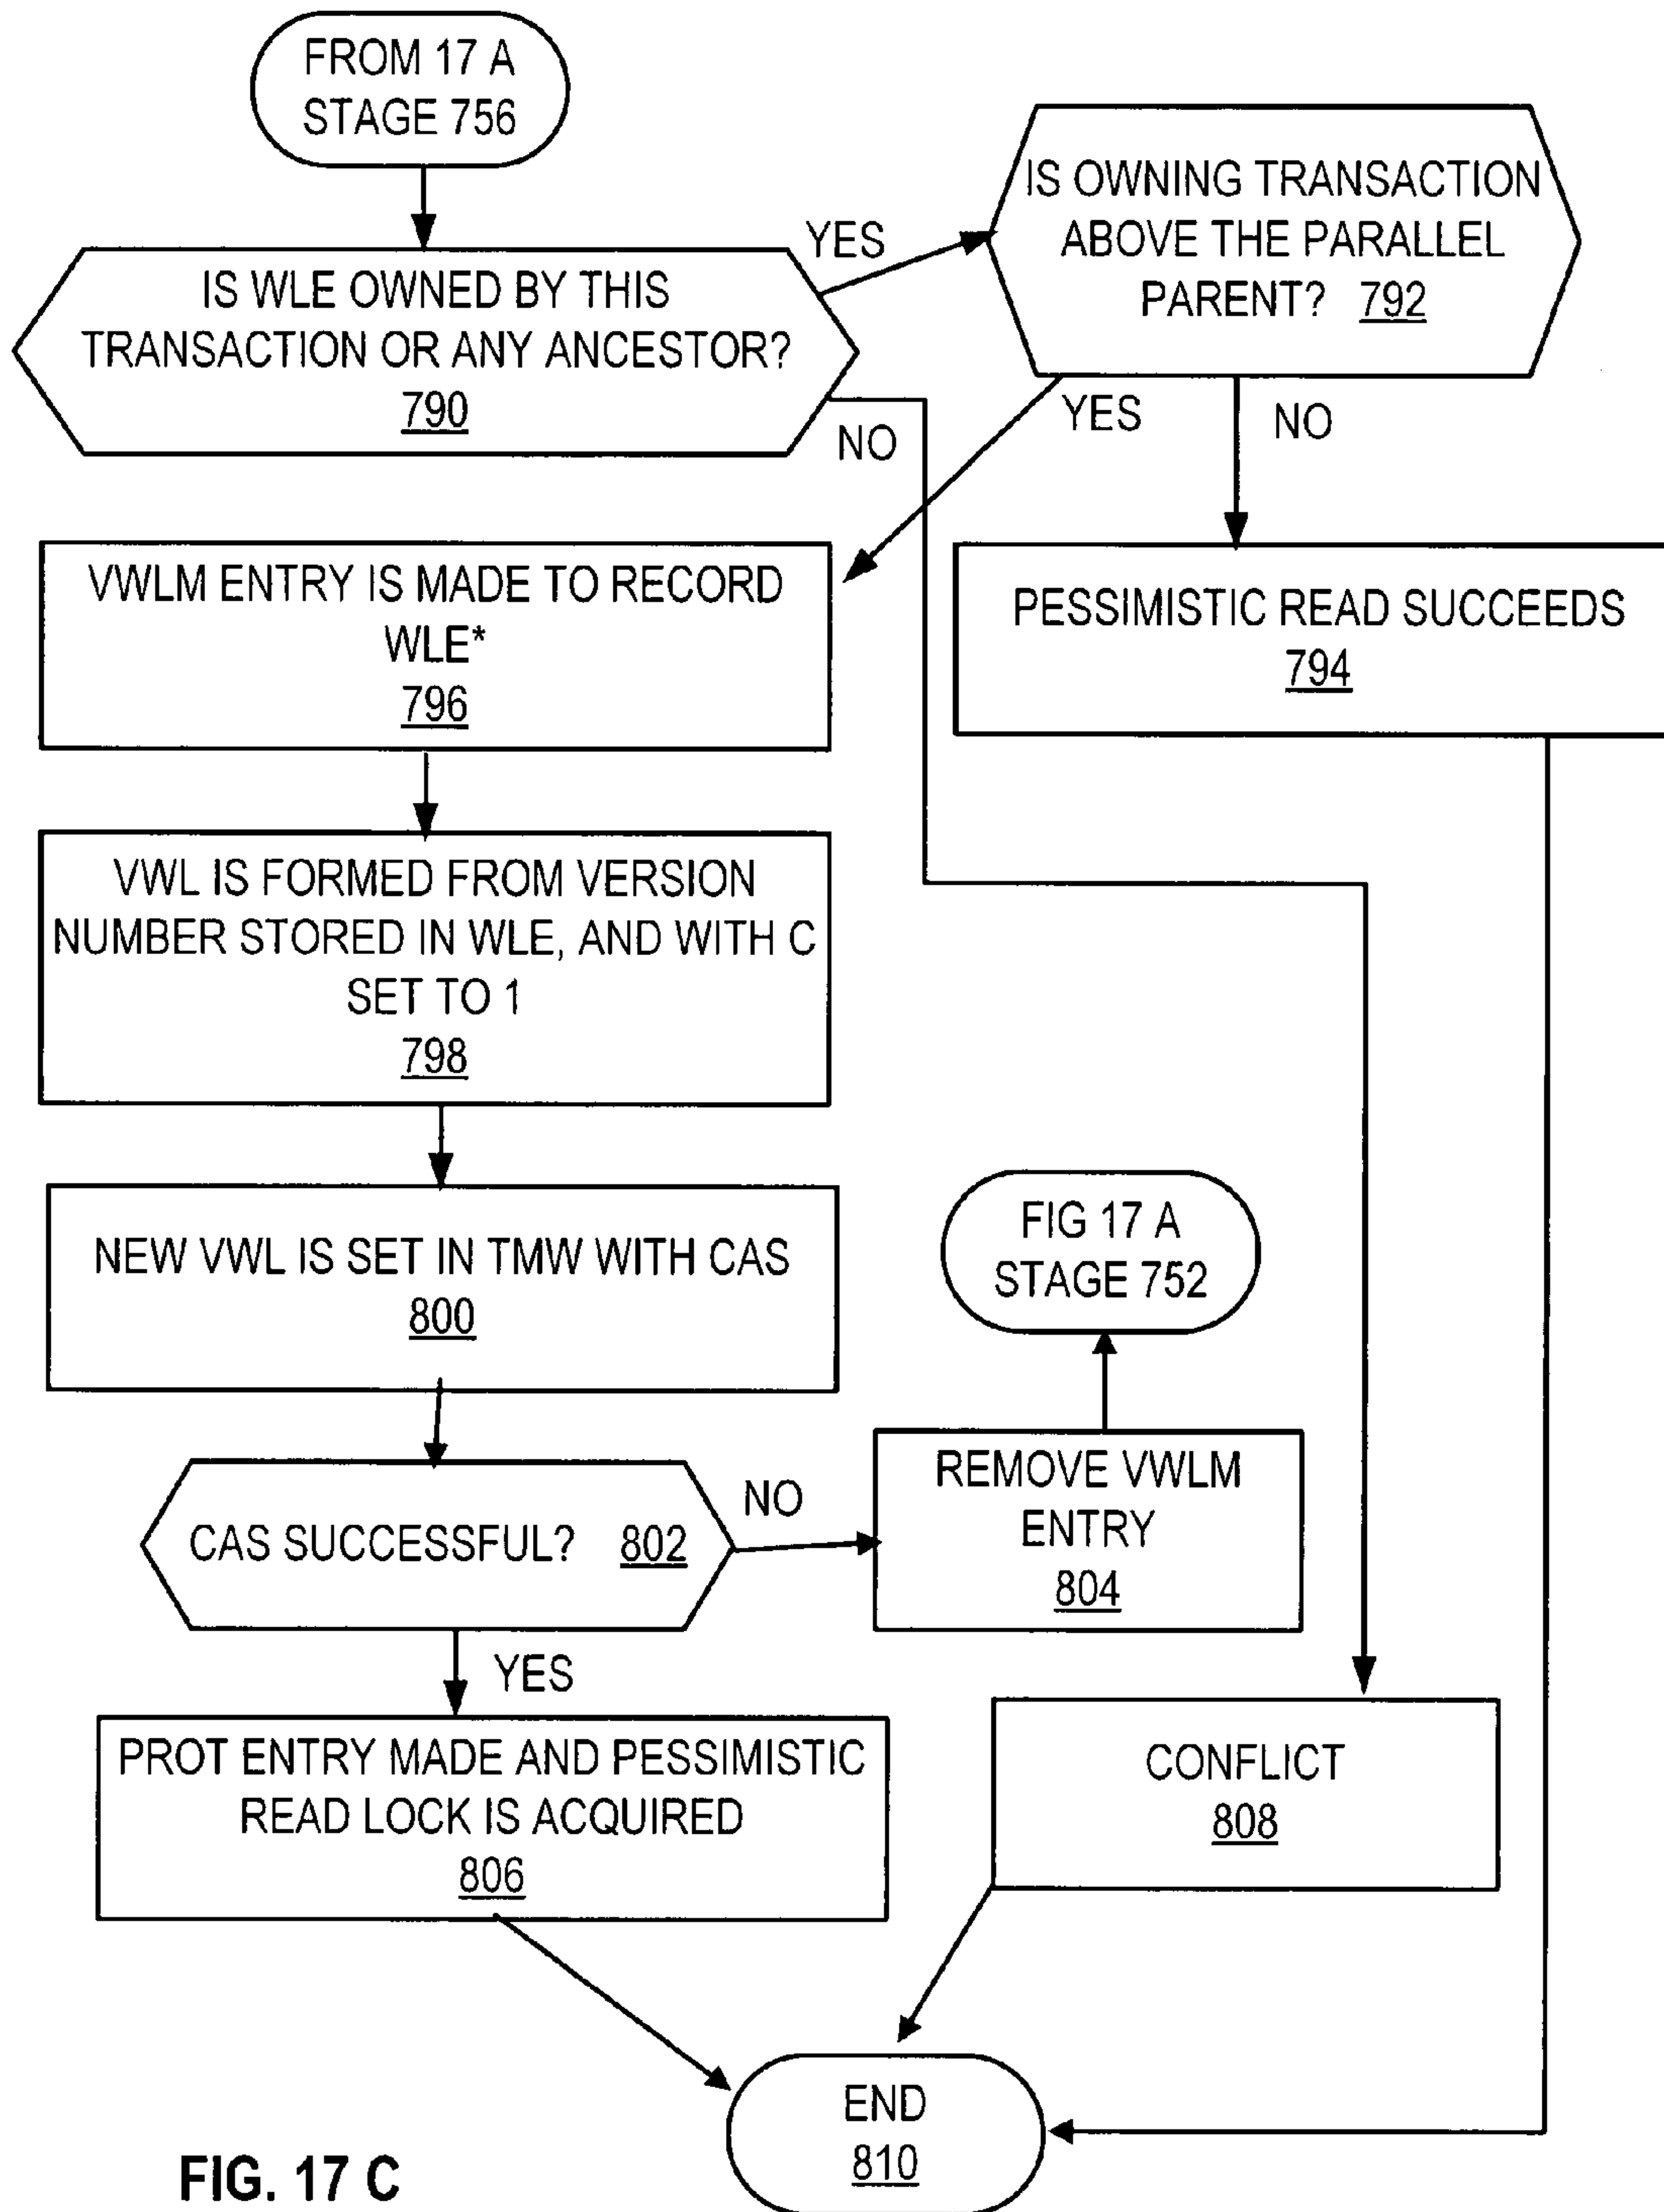 FROM 17 A
STAGE 756
IS WLE OWNED BY THIS
TRANSACTION OR ANY ANCESTOR?
790
YES
NO
IS OWNING TRANSACTION
ABOVE THE PARALLEL
PARENT? 792
YES
NO
VWLM ENTRY IS MADE TO RECORD
WLE*
796
PESSIMISTIC READ SUCCEEDS
794
VWL IS FORMED FROM VERSION
NUMBER STORED IN WLE, AND WITH C
SET TO 1
798
NEW VWL IS SET IN TMW WITH CAS
800
FIG 17 A
STAGE 752
CAS SUCCESSFUL? 802
NO
REMOVE VWLM
ENTRY
804
YES
PROT ENTRY MADE AND PESSIMISTIC
READ LOCK IS ACQUIRED
806
CONFLICT
808
END
810
FIG. 17 C